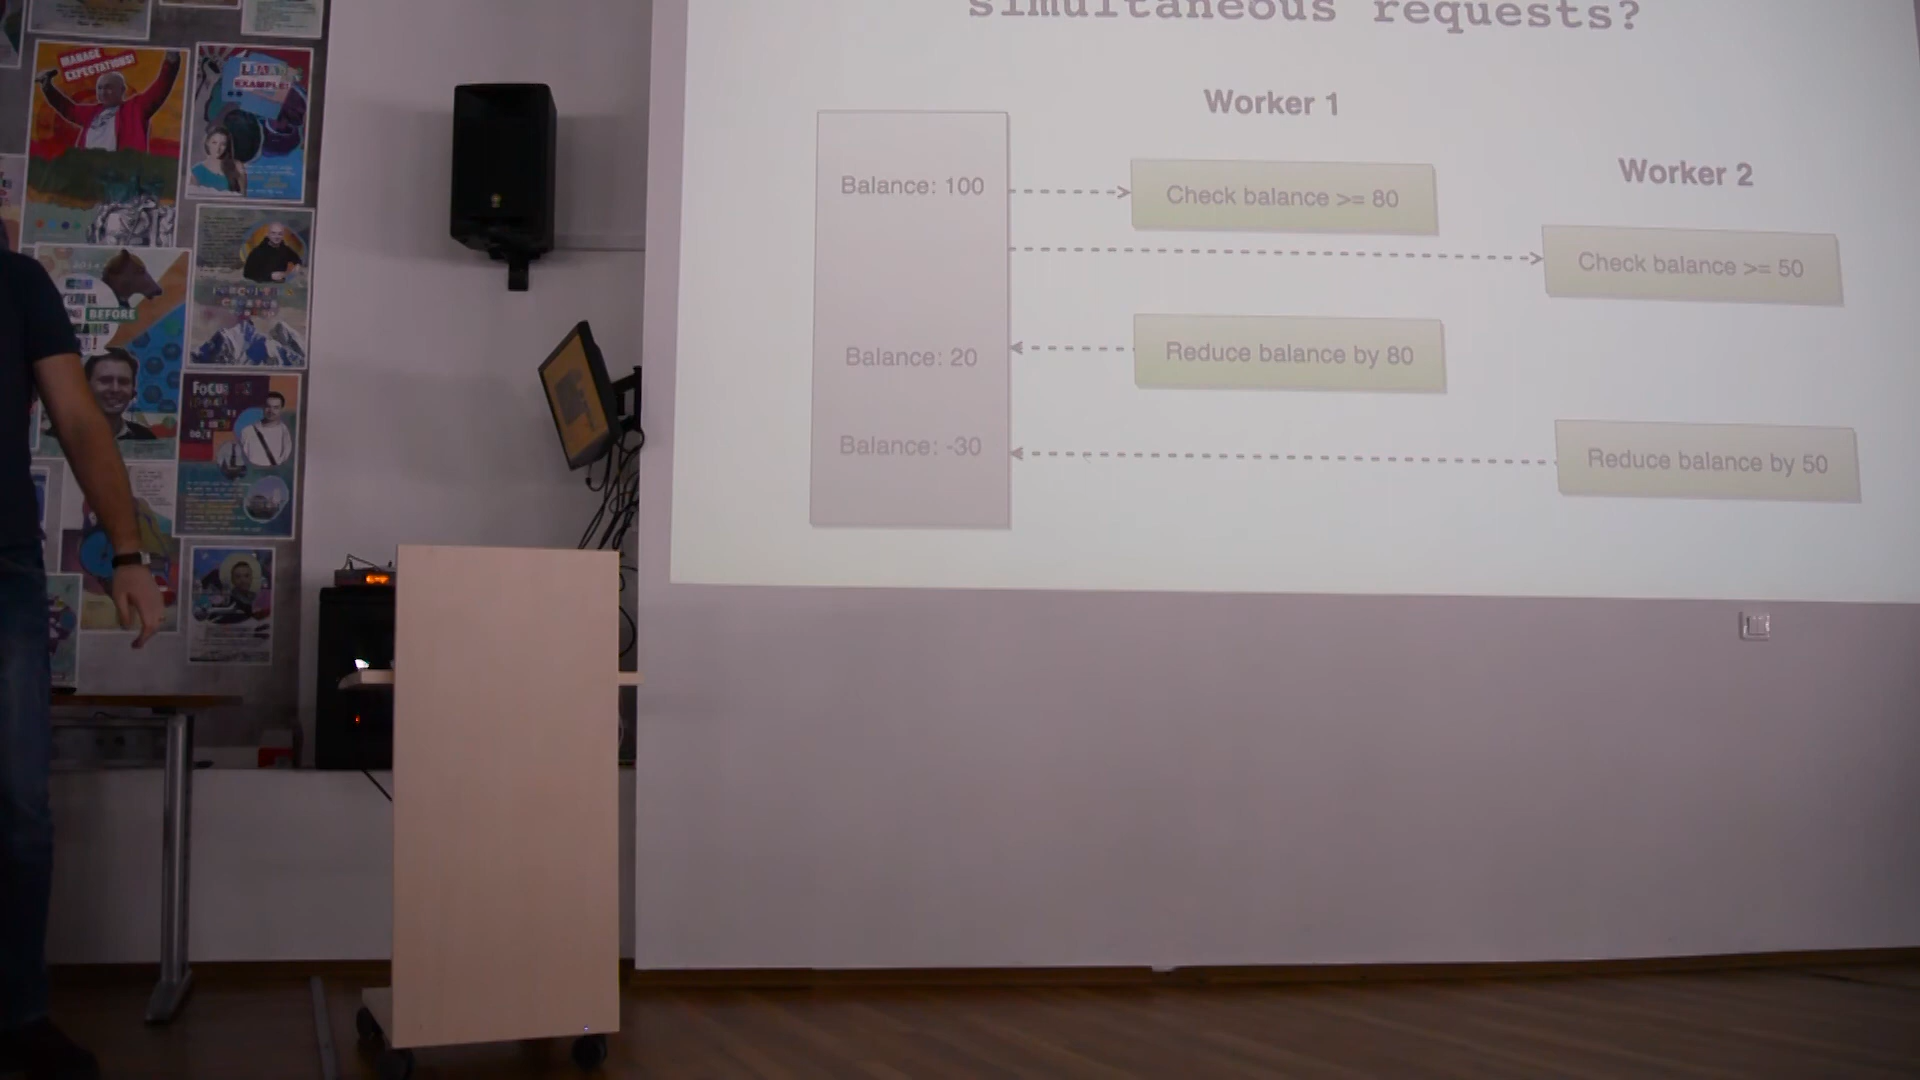 simultaneous requests?
Worker 1
Worker 2
Balance: 100
Check balance >= 80
Check balance >= 50
Balance: 20
Reduce balance by 80
Balance: -30
Reduce balance by 50
MANAGE
EXPECTATIONS!
EXAMPLE!
BEFORE